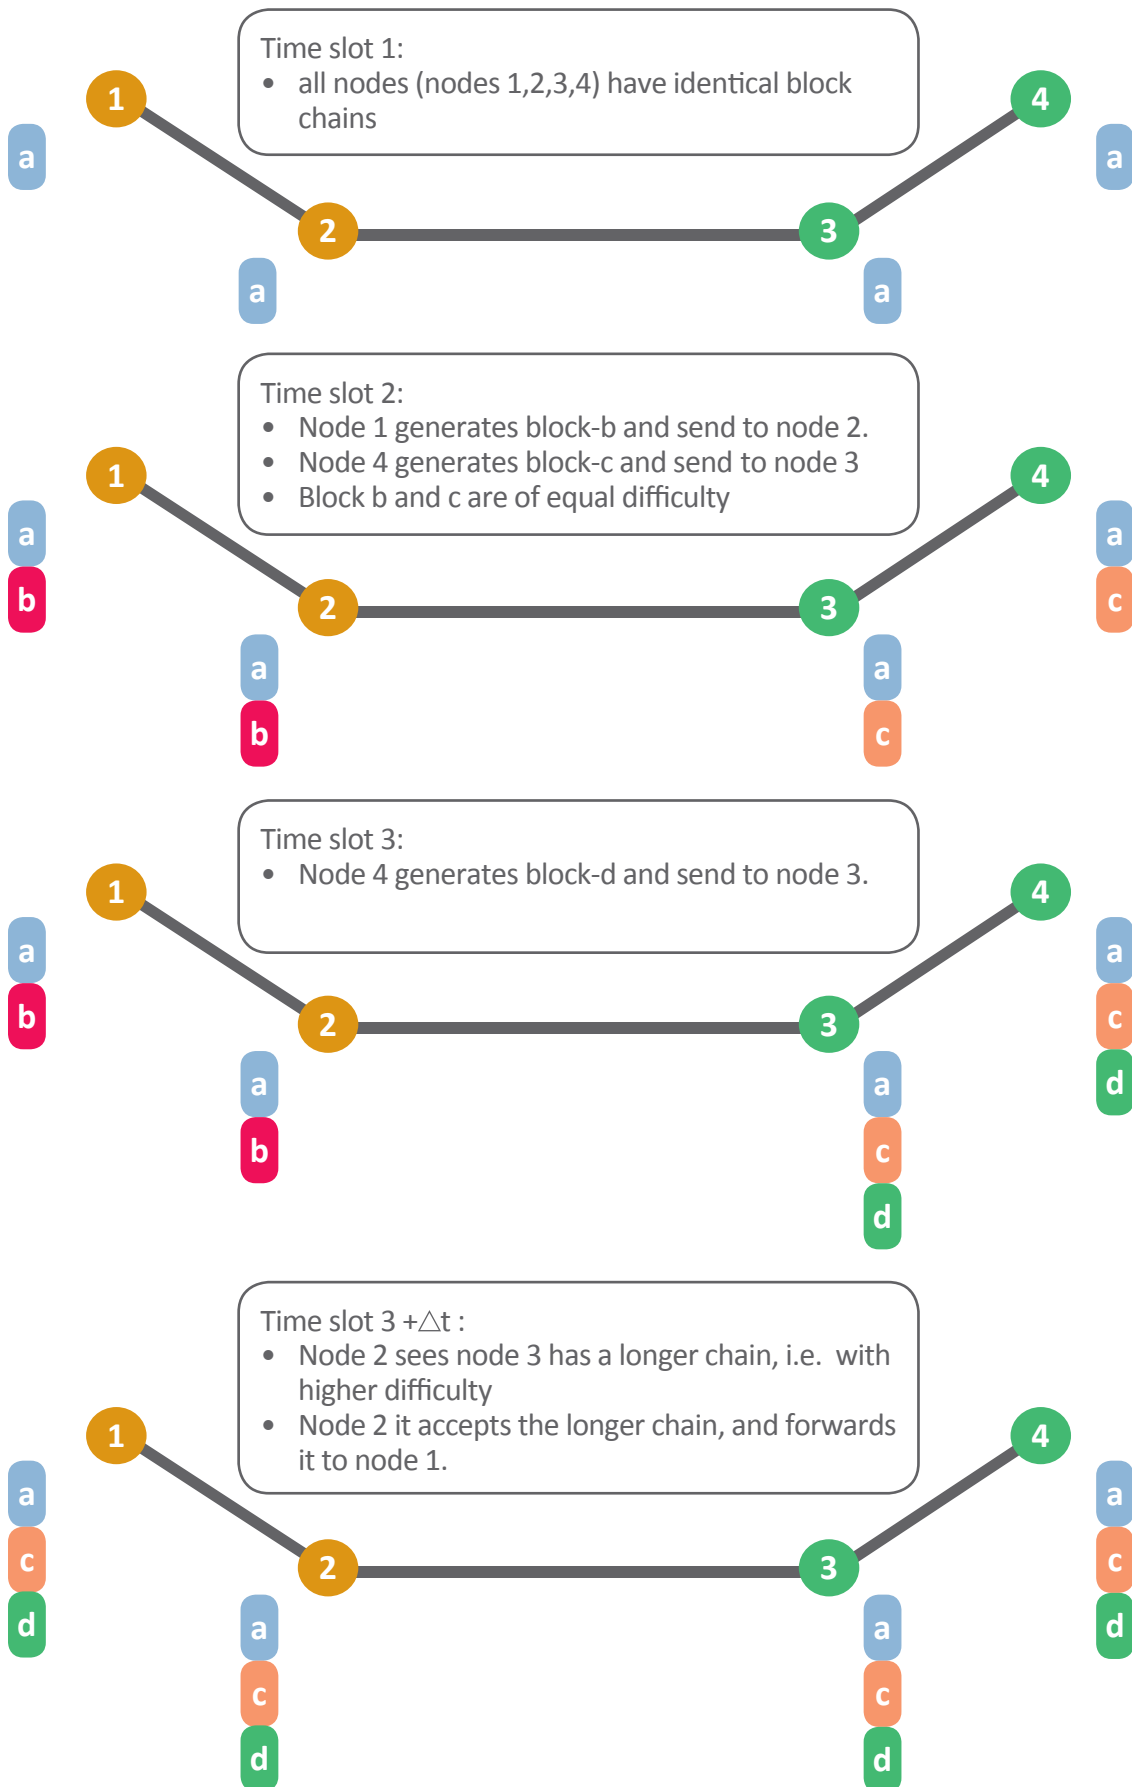 Time slot 1:
• all nodes (nodes 1,2,3,4) have identical block
chains
1
4
a
a
2
3
a
a
Time slot 2:
• Node 1 generates block-b and send to node 2.
• Node 4 generates block-c and send to node 3
• Block b and c are of equal difficulty
1
4
a
b
a
c
2
3
a
b
a
c
Time slot 3:
• Node 4 generates block-d and send to node 3.
1
4
a
b
a
c
d
2
3
a
b
a
c
d
Time slot 3 +△t :
• Node 2 sees node 3 has a longer chain, i.e. with
higher difficulty
• Node 2 it accepts the longer chain, and forwards
it to node 1.
1
4
a
c
d
a
c
d
2
3
a
c
d
a
c
d